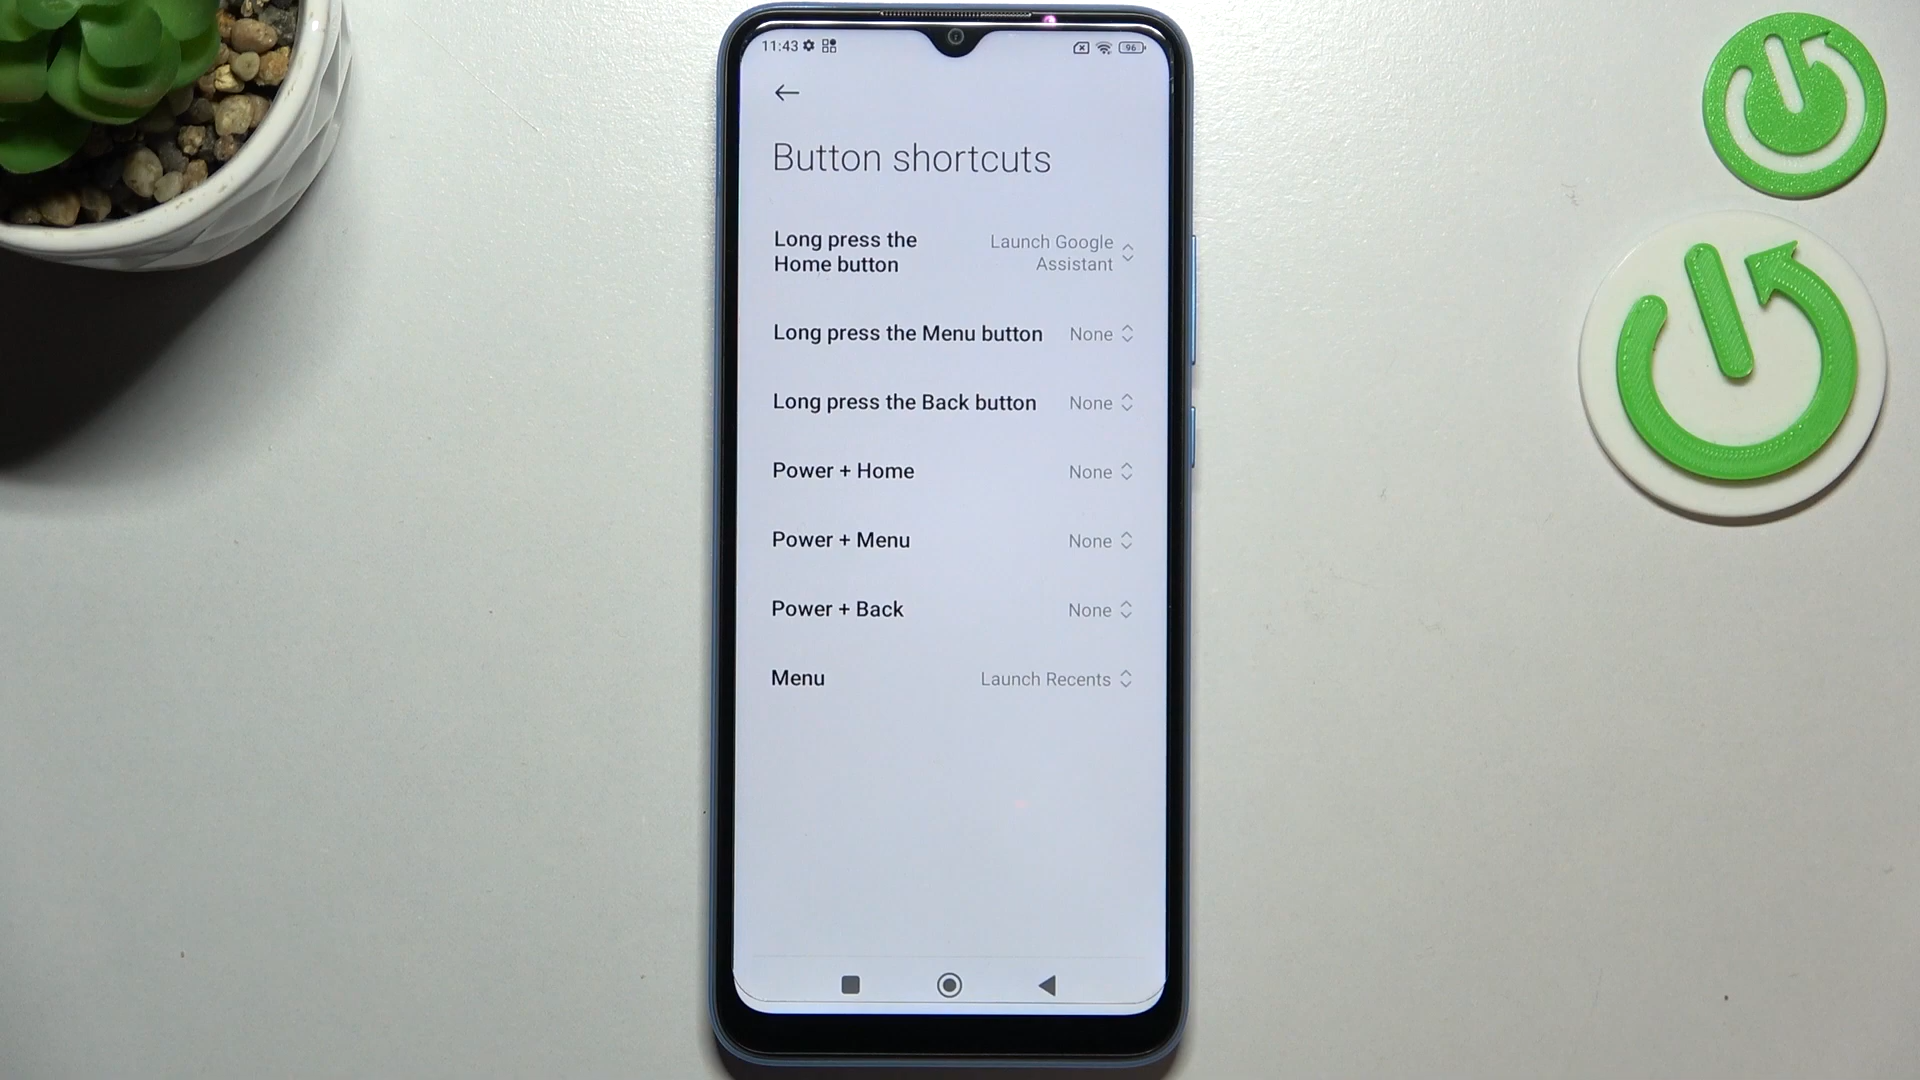 11:43 96
Button shortcuts
Long press the
Home button
Launch Google
Assistant
Long press the Menu button None
Long press the Back button None
Power + Home None
Power + Menu None
Power + Back None
Menu Launch Recents